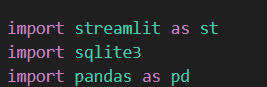 import streamlit as st
import sqlite3
import pandas as pd